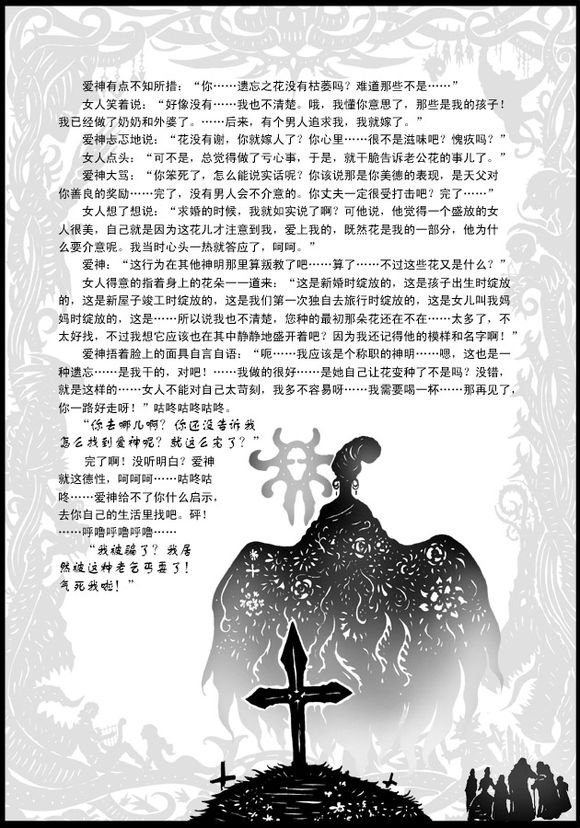 爱神有点不知所措：“你……遗忘之花没有枯萎吗？难道那些不是……”
女人笑着说：“好像没有……我也不清楚。哦，我懂你意思了，那些是我的孩子！
我已经做了奶奶和外婆了。……后来，有个男人追求我，我就嫁了。”
爱神忐忑地说：“花没有谢，你就嫁人了？你心里……很不是滋味吧？愧疚吗？”
女人点头：“可不是，总觉得做了亏心事，于是，就干脆告诉老公花的事儿了。”
爱神大骂：“你笨死了，怎么能说实话呢？你该说那是你美德的表现，是天父对
你善良的奖励……完了，没有男人会不介意的。你丈夫一定很受打击吧？完了……”
女人想了想说：“求婚的时候，我就如实说了啊？可他说，他觉得一个盛放的女
人很美，自己就是因为这花儿才注意到我，爱上我的，既然花是我的一部分，他为什
么要介意呢。我当时心头一热就答应了，呵呵。”
爱神：“这行为在其他神明那里算叛教了吧……算了……不过这些花又是什么？”
女人得意的指着身上的花朵一一道来：“这是新婚时绽放的，这是孩子出生时绽放
的，这是新屋子竣工时绽放的，这是我们第一次独自去旅行时绽放的，这是女儿叫我妈
妈时绽放的，这是……所以说我也不清楚，您种的最初那朵花还在不在……太多了，不
太好找，不过我想它应该也在其中静静地盛开着吧？因为我还记得他的模样和名字啊！”
爱神捂着脸上的面具自言自语：“呃……我应该是个称职的神明……嗯，这也是一
种遗忘……是我干的，对吧！……我做的很好……是她自己让花变种了不是吗？没错，
就是这样的……女人不能对自己太苛刻，我多不容易呀……我需要喝一杯……那再见了，
你一路好走呀！”咕咚咕咚咕咚。
“你去哪儿啊？你还没告诉我
怎么找到爱神呢？就这么完了？”
完了啊！没听明白？爱神
就这德性，呵呵呵……咕咚咕
咚……爱神给不了你什么启示，
去你自己的生活里找吧。砰！
……呼噜呼噜呼噜……
“我被骗了？我居
然被这种老乞丐耍了！
气死我啦！”